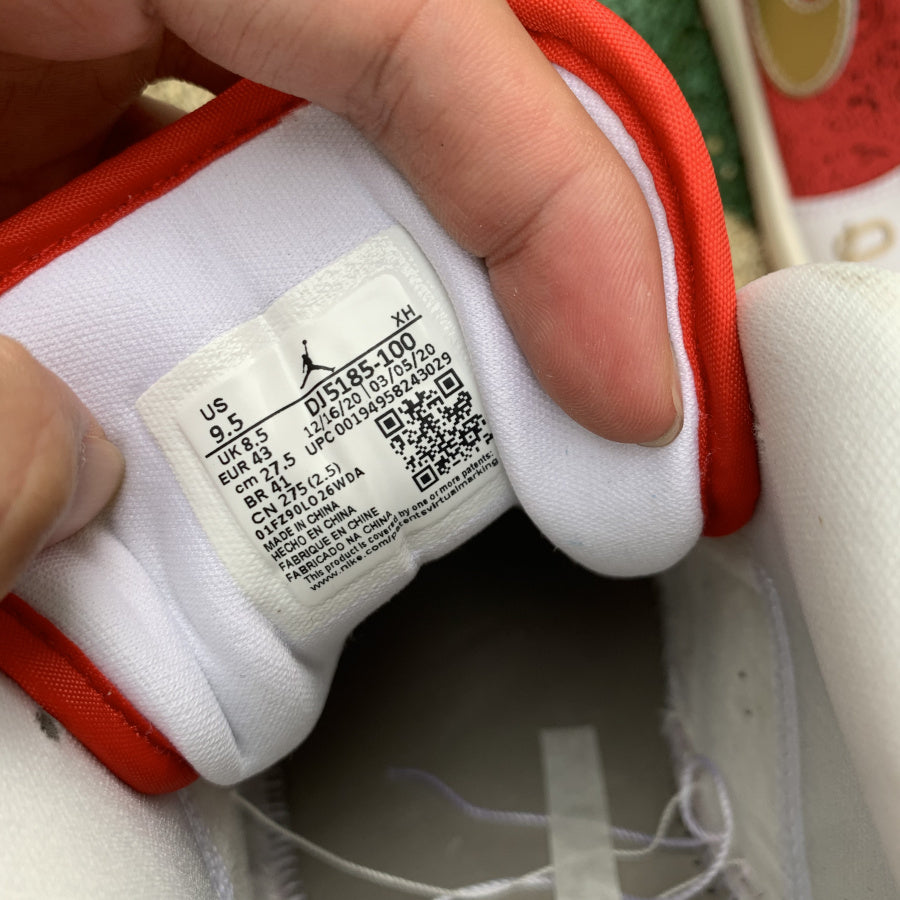 XH
US
9.5
UK 8.5
EUR 43
cm 27.5
BR 41
CN 275 (2.5)
01FZ90LO26WDA
DJ5185-100
12/16/20 | 03/05/20
UPC 00194958243029
MADE IN CHINA
HECHO EN CHINA
FABRIQUE EN CHINE
FABRICADO NA CHINA
This product is covered by one or more patents:
www.nike.com/patentsvirtualmarking